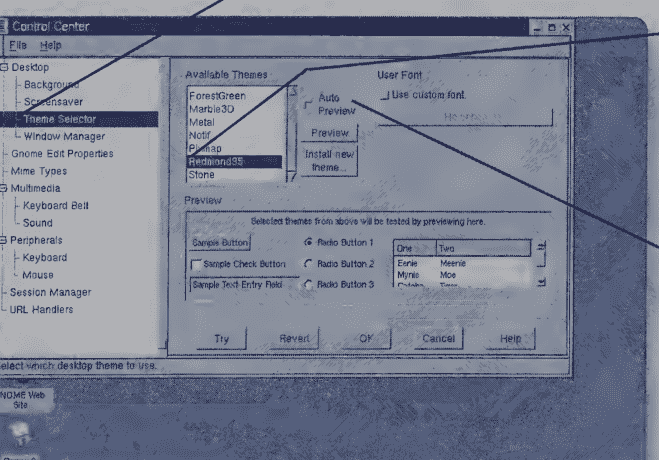 Control Center
File Help
Desktop
Background
Screensaver
Theme Selector
Window Manager
Gnome Edit Properties
Mime Types
Multimedia
Keyboard Bell
Sound
Peripherals
Keyboard
Mouse
Session Manager
URL Handlers
Available Themes
ForestGreen
Marble3D
Metal
Notif
Pixmap
Redmond95
Stone
Auto
Preview
Preview
Install new
theme...
User Font
Use custom font
Preview
Selected themes from above will be tested by previewing here.
Sample Button
Sample Check Button
Sample Text Entry Field
Radio Button 1
Radio Button 2
Radio Button 3
One Two
Eenie Meenie
Mynie Moe
Try Revert OK Cancel Help
elect which desktop theme to use.
NOME Web
Site